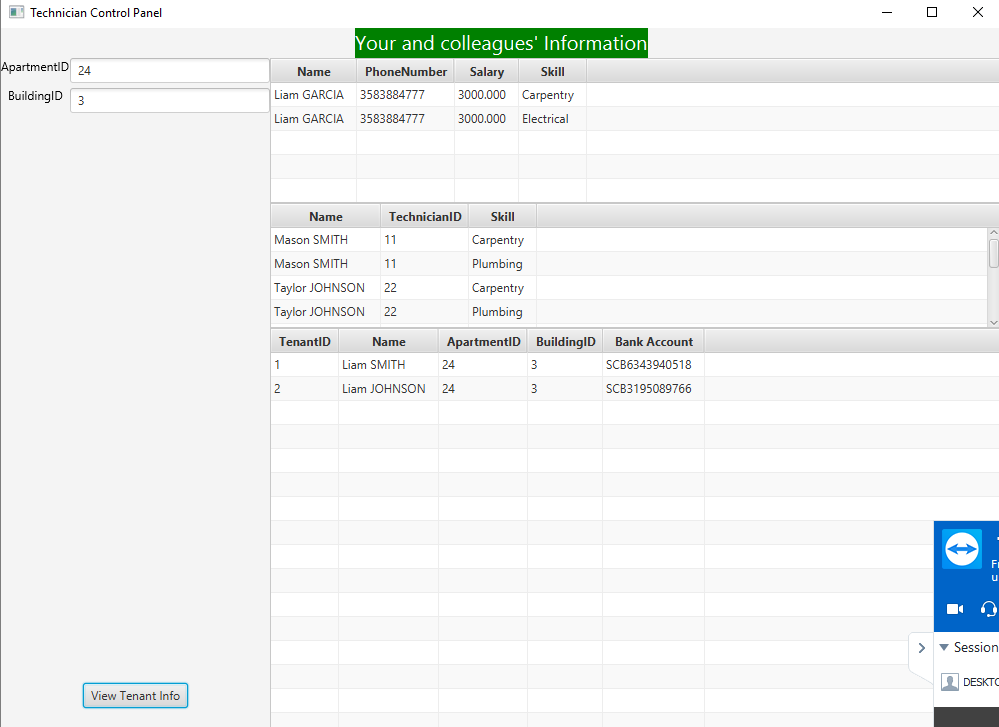 Technician Control Panel
Your and colleagues' Information
ApartmentID 24
BuildingID 3
Name PhoneNumber Salary Skill
Liam GARCIA 3583884777 3000.000 Carpentry
Liam GARCIA 3583884777 3000.000 Electrical
Name TechnicianID Skill
Mason SMITH 11 Carpentry
Mason SMITH 11 Plumbing
Taylor JOHNSON 22 Carpentry
Taylor JOHNSON 22 Plumbing
TenantID Name ApartmentID BuildingID Bank Account
1 Liam SMITH 24 3 SCB6343940518
2 Liam JOHNSON 24 3 SCB3195089766
View Tenant Info
Session
DESKTO